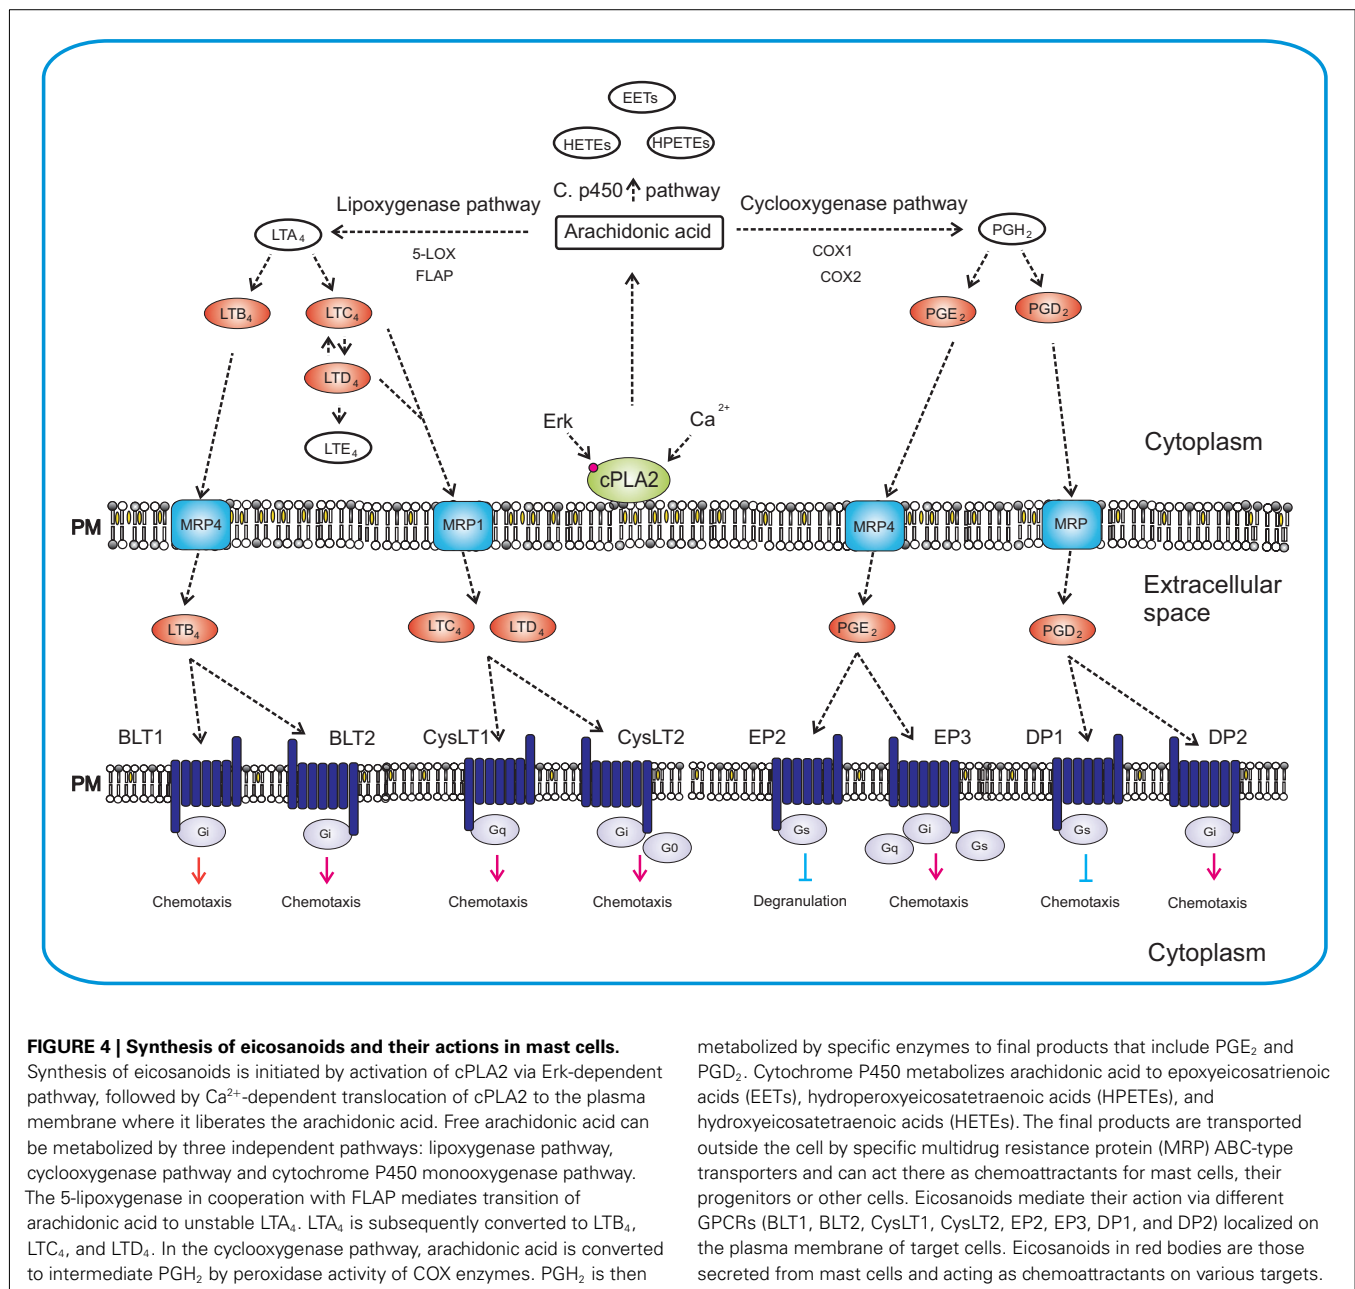 EETs
HETEs
HPETEs
C. p450 pathway
Lipoxygenase pathway
Cyclooxygenase pathway
LTA4
Arachidonic acid
PGH2
5-LOX
FLAP
COX1
COX2
LTB4
LTC4
PGE2
PGD2
LTD4
Erk
Ca2+
LTE4
Cytoplasm
cPLA2
PM
MRP4
MRP1
MRP4
MRP
Extracellular
space
LTB4
LTC4
LTD4
PGE2
PGD2
BLT1
BLT2
CysLT1
CysLT2
EP2
EP3
DP1
DP2
PM
Gi
Gi
Gq
Gi
G0
Gs
Gq
Gi
Gs
Gs
Gi
Chemotaxis
Chemotaxis
Chemotaxis
Chemotaxis
Degranulation
Chemotaxis
Chemotaxis
Chemotaxis
Cytoplasm
FIGURE 4 | Synthesis of eicosanoids and their actions in mast cells.
Synthesis of eicosanoids is initiated by activation of cPLA2 via Erk-dependent
pathway, followed by Ca2+-dependent translocation of cPLA2 to the plasma
membrane where it liberates the arachidonic acid. Free arachidonic acid can
be metabolized by three independent pathways: lipoxygenase pathway,
cyclooxygenase pathway and cytochrome P450 monooxygenase pathway.
The 5-lipoxygenase in cooperation with FLAP mediates transition of
arachidonic acid to unstable LTA4. LTA4 is subsequently converted to LTB4,
LTC4, and LTD4. In the cyclooxygenase pathway, arachidonic acid is converted
to intermediate PGH2 by peroxidase activity of COX enzymes. PGH2 is then
metabolized by specific enzymes to final products that include PGE2 and
PGD2. Cytochrome P450 metabolizes arachidonic acid to epoxyeicosatrienoic
acids (EETs), hydroperoxyeicosatetraenoic acids (HPETEs), and
hydroxyeicosatetraenoic acids (HETEs). The final products are transported
outside the cell by specific multidrug resistance protein (MRP) ABC-type
transporters and can act there as chemoattractants for mast cells, their
progenitors or other cells. Eicosanoids mediate their action via different
GPCRs (BLT1, BLT2, CysLT1, CysLT2, EP2, EP3, DP1, and DP2) localized on
the plasma membrane of target cells. Eicosanoids in red bodies are those
secreted from mast cells and acting as chemoattractants on various targets.